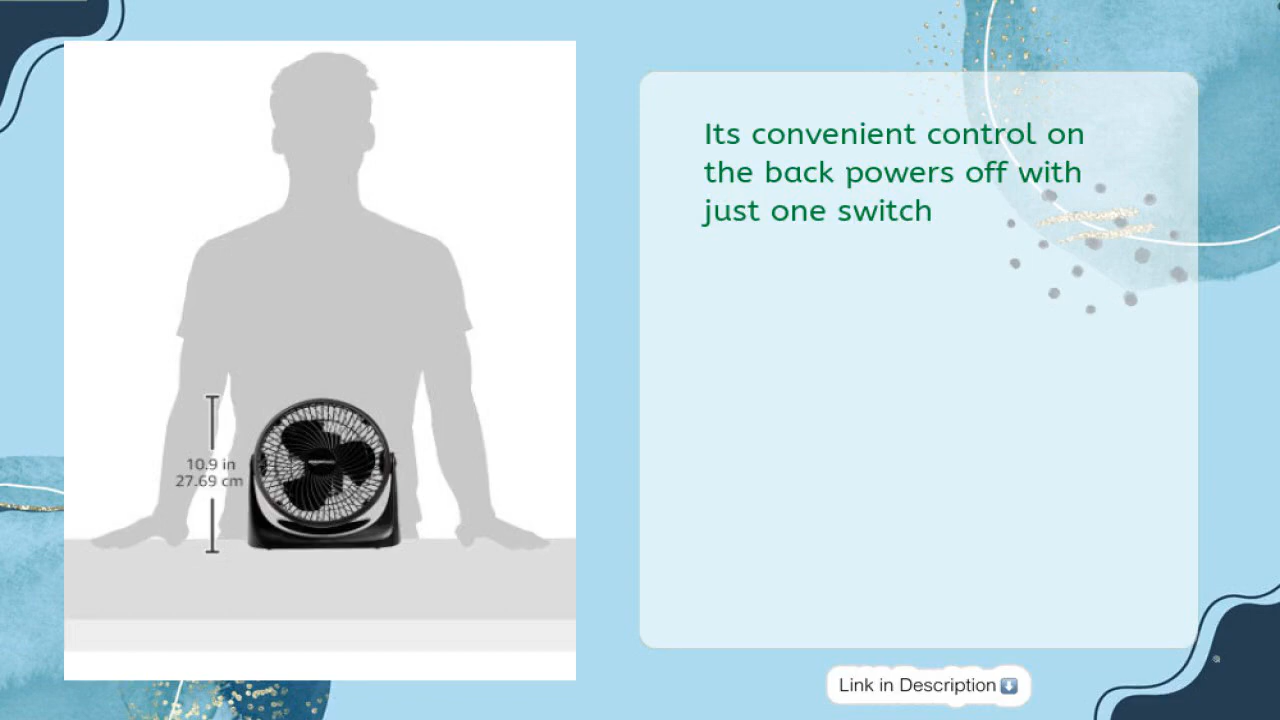 Its convenient control on
the back powers off with
just one switch
10.9 in
27.69 cm
Link in Description